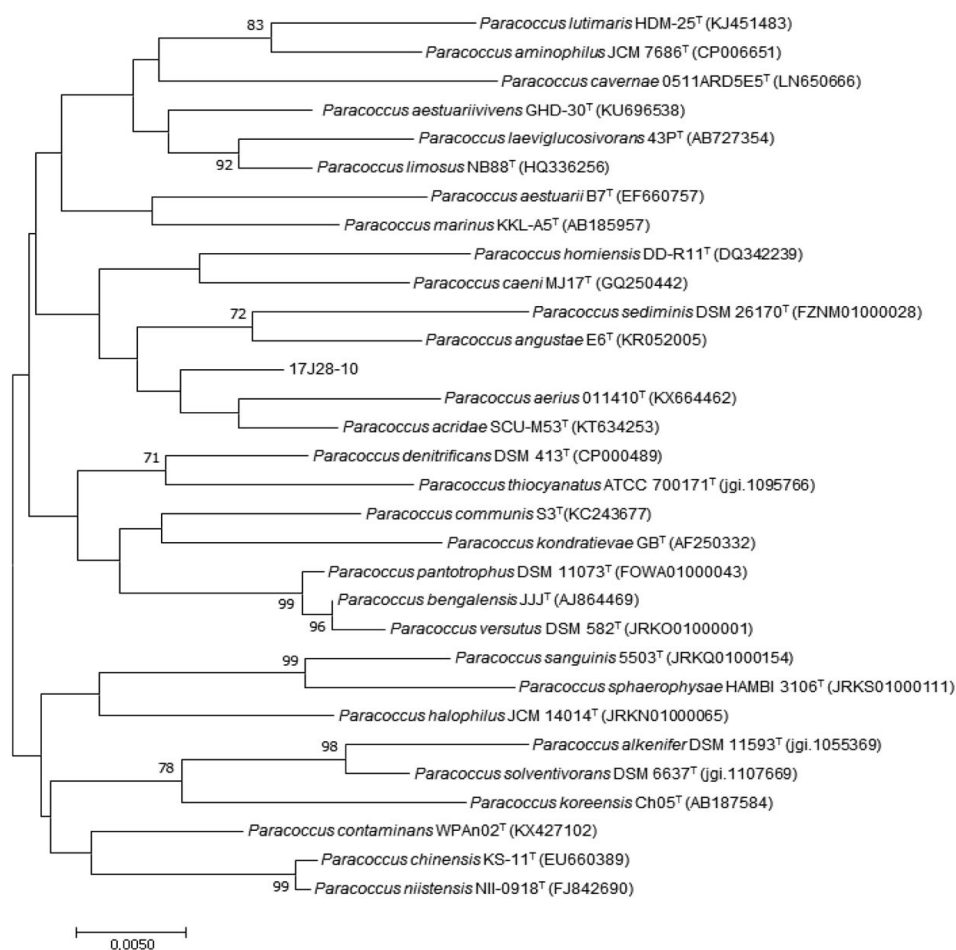 83
Paracoccus lutimaris HDM-25ᵀ (KJ451483)
Paracoccus aminophilus JCM 7686ᵀ (CP006651)
Paracoccus cavernae 0511ARD5E5ᵀ (LN650666)
Paracoccus aestuariivivens GHD-30ᵀ (KU696538)
Paracoccus laeviglucosivorans 43Pᵀ (AB727354)
92
Paracoccus limosus NB88ᵀ (HQ336256)
Paracoccus aestuarii B7ᵀ (EF660757)
Paracoccus marinus KKL-A5ᵀ (AB185957)
Paracoccus homiensis DD-R11ᵀ (DQ342239)
Paracoccus caeni MJ17ᵀ (GQ250442)
72
Paracoccus sediminis DSM 26170ᵀ (FZNM01000028)
Paracoccus angustae E6ᵀ (KR052005)
17J28-10
Paracoccus aerius 011410ᵀ (KX664462)
Paracoccus acridae SCU-M53ᵀ (KT634253)
71
Paracoccus denitrificans DSM 413ᵀ (CP000489)
Paracoccus thiocyanatus ATCC 700171ᵀ (jgi.1095766)
Paracoccus communis S3ᵀ(KC243677)
Paracoccus kondratievae GBᵀ (AF250332)
Paracoccus pantotrophus DSM 11073ᵀ (FOWA01000043)
99
Paracoccus bengalensis JJJᵀ (AJ864469)
96
Paracoccus versutus DSM 582ᵀ (JRKO01000001)
99
Paracoccus sanguinis 5503ᵀ (JRKQ01000154)
Paracoccus sphaerophysae HAMBI 3106ᵀ (JRKS01000111)
Paracoccus halophilus JCM 14014ᵀ (JRKN01000065)
98
Paracoccus alkenifer DSM 11593ᵀ (jgi.1055369)
78
Paracoccus solventivorans DSM 6637ᵀ (jgi.1107669)
Paracoccus koreensis Ch05ᵀ (AB187584)
Paracoccus contaminans WPAn02ᵀ (KX427102)
Paracoccus chinensis KS-11ᵀ (EU660389)
99
Paracoccus niistensis NII-0918ᵀ (FJ842690)
0.0050